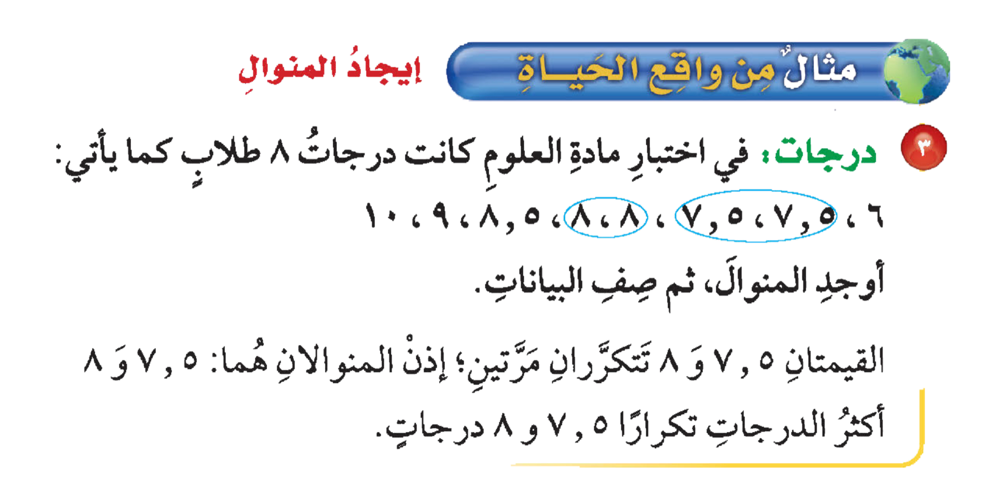 مثالٌ مِن واقِعِ الحَيـاةِ إيجادُ المنوالِ
٣ درجات: في اختبارِ مادةِ العلومِ كانت درجاتُ ٨ طلابٍ كما يأتي:
٦ ، ٧,٥ ، ٧,٥ ، ٨ ، ٨ ، ٨,٥ ، ٩ ، ١٠
أوجدِ المنوالَ، ثم صِفِ البياناتِ.
القيمتانِ ٧,٥ وَ ٨ تَتكرَّرانِ مَرَّتينِ؛ إذنْ المنوالانِ هُما: ٧,٥ وَ ٨
أكثرُ الدرجاتِ تكرارًا ٧,٥ و ٨ درجاتٍ.